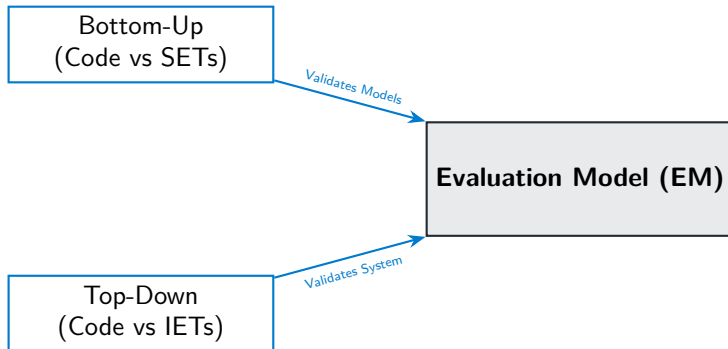 Bottom-Up
(Code vs SETs)
Validates Models
Evaluation Model (EM)
Validates System
Top-Down
(Code vs IETs)